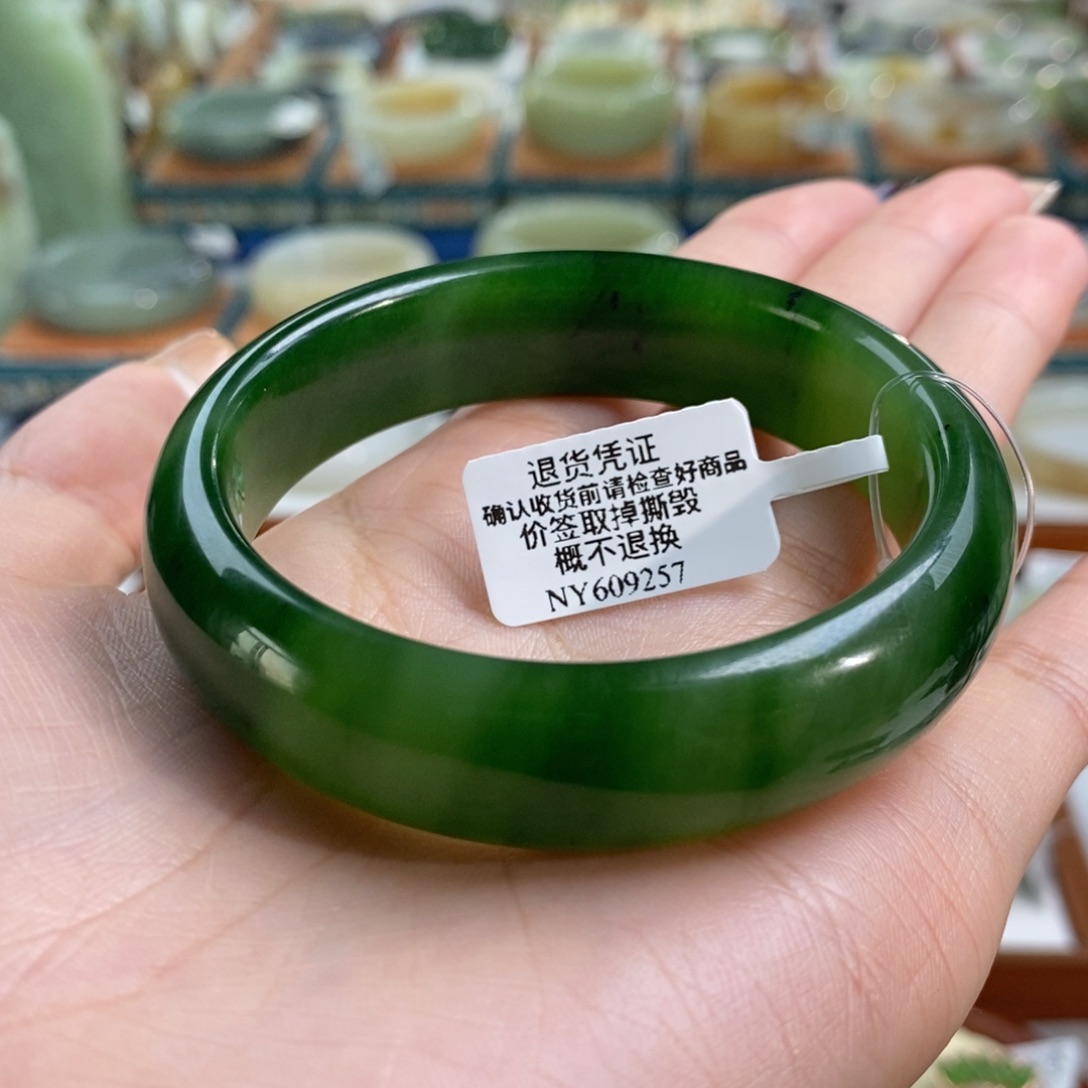 退货凭证
确认收货前请检查好商品
价签取掉撕毁
概不退换
NY609257